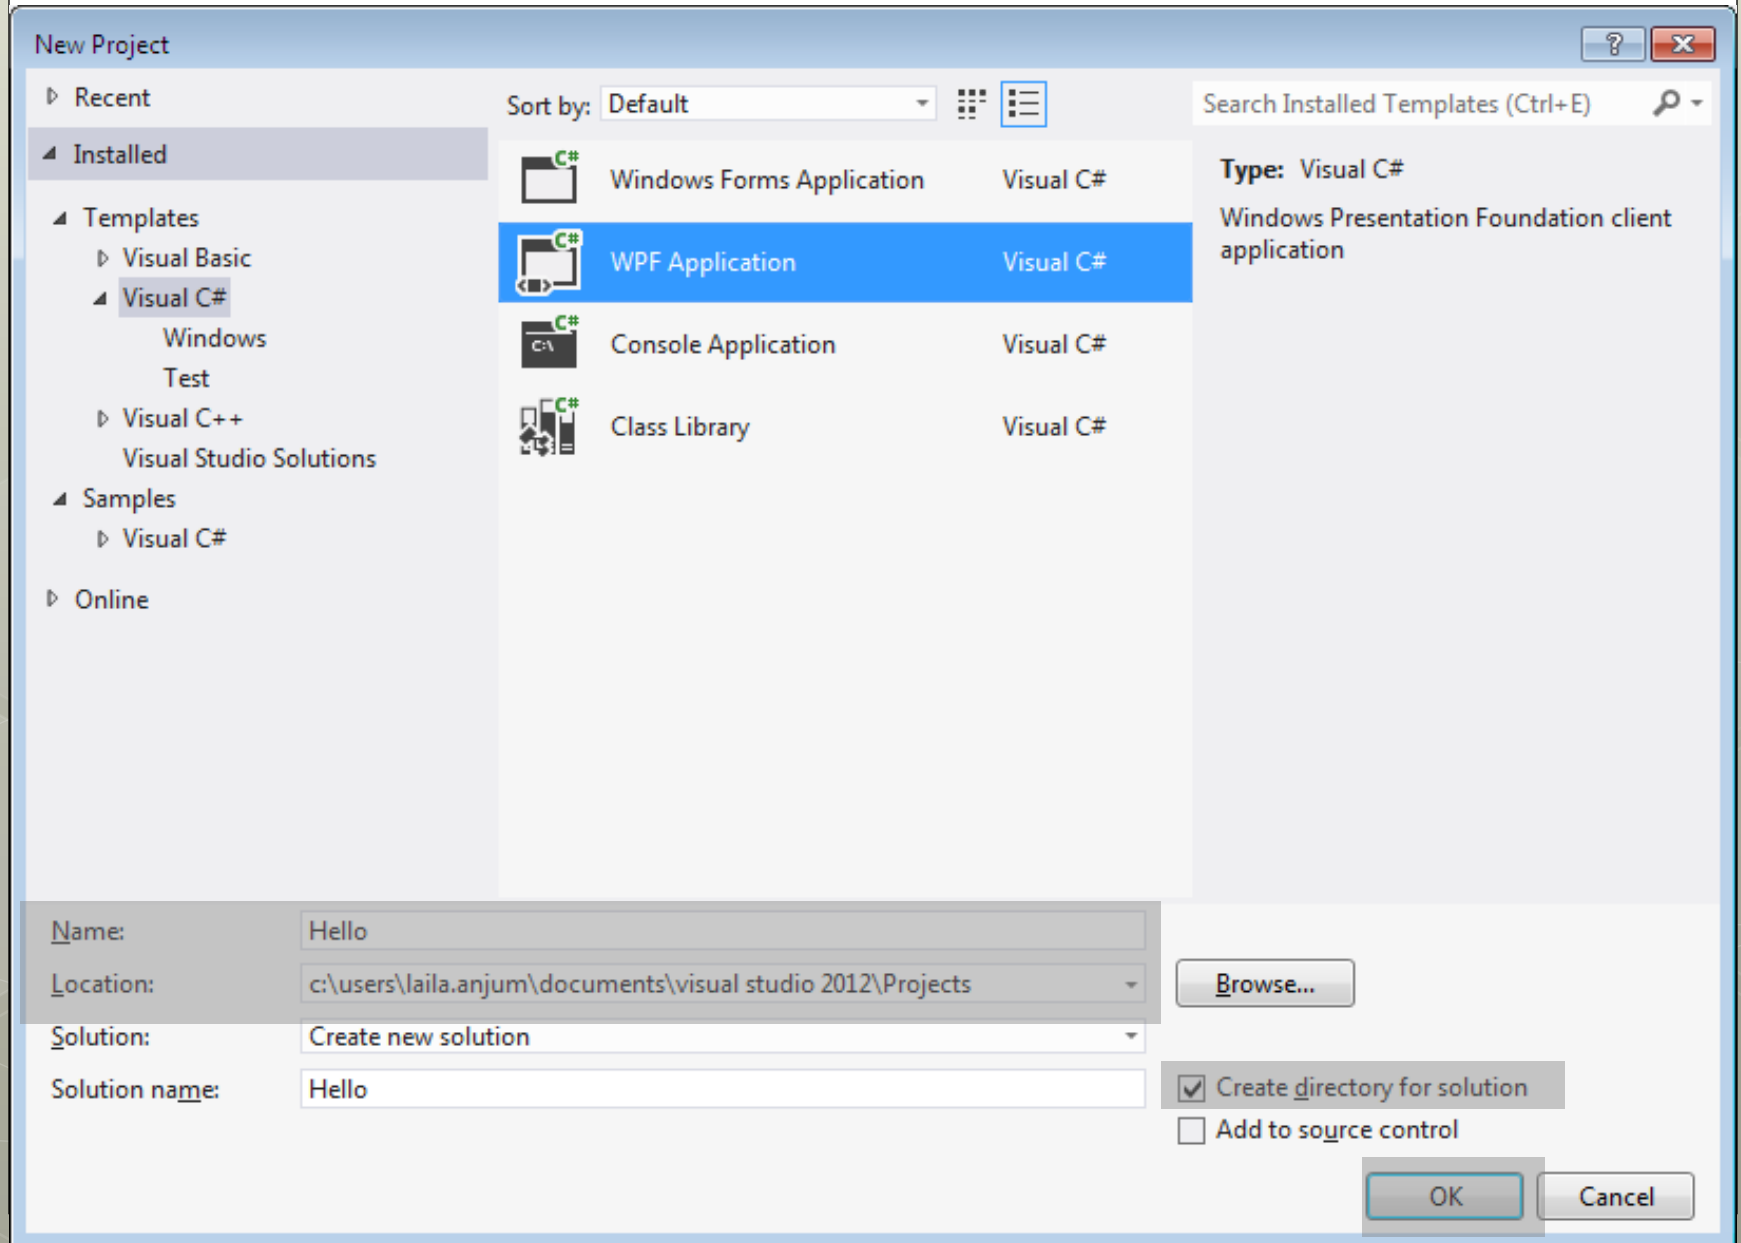 New Project
Recent
Installed
Templates
Visual Basic
Visual C#
Windows
Test
Visual C++
Visual Studio Solutions
Samples
Visual C#
Online
Sort by: Default
Windows Forms Application Visual C#
WPF Application Visual C#
Console Application Visual C#
Class Library Visual C#
Search Installed Templates (Ctrl+E)
Type: Visual C#
Windows Presentation Foundation client
application
Name: Hello
Location: c:\users\laila.anjum\documents\visual studio 2012\Projects
Browse...
Solution: Create new solution
Solution name: Hello
Create directory for solution
Add to source control
OK Cancel